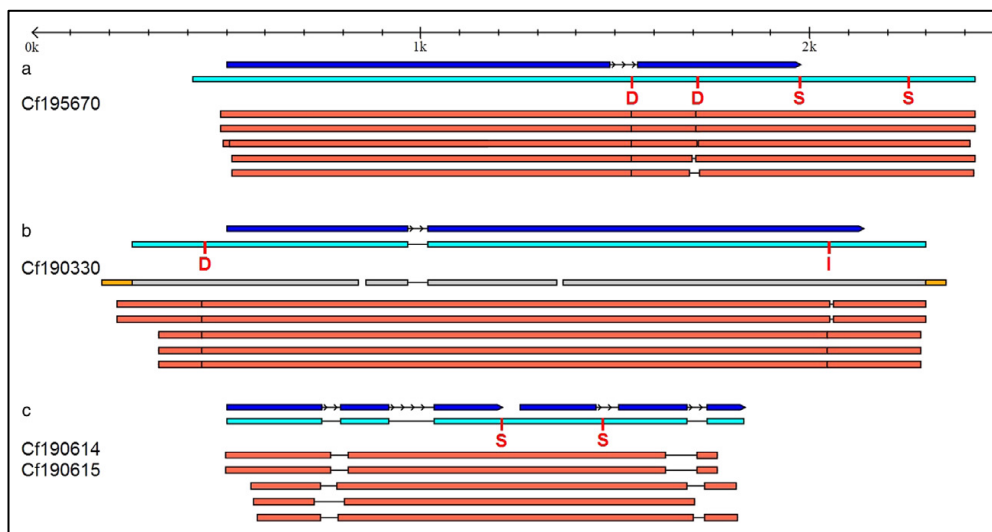 0k 1k 2k
a
D D S S
Cf195670
b
D I
Cf190330
c
S S
Cf190614
Cf190615